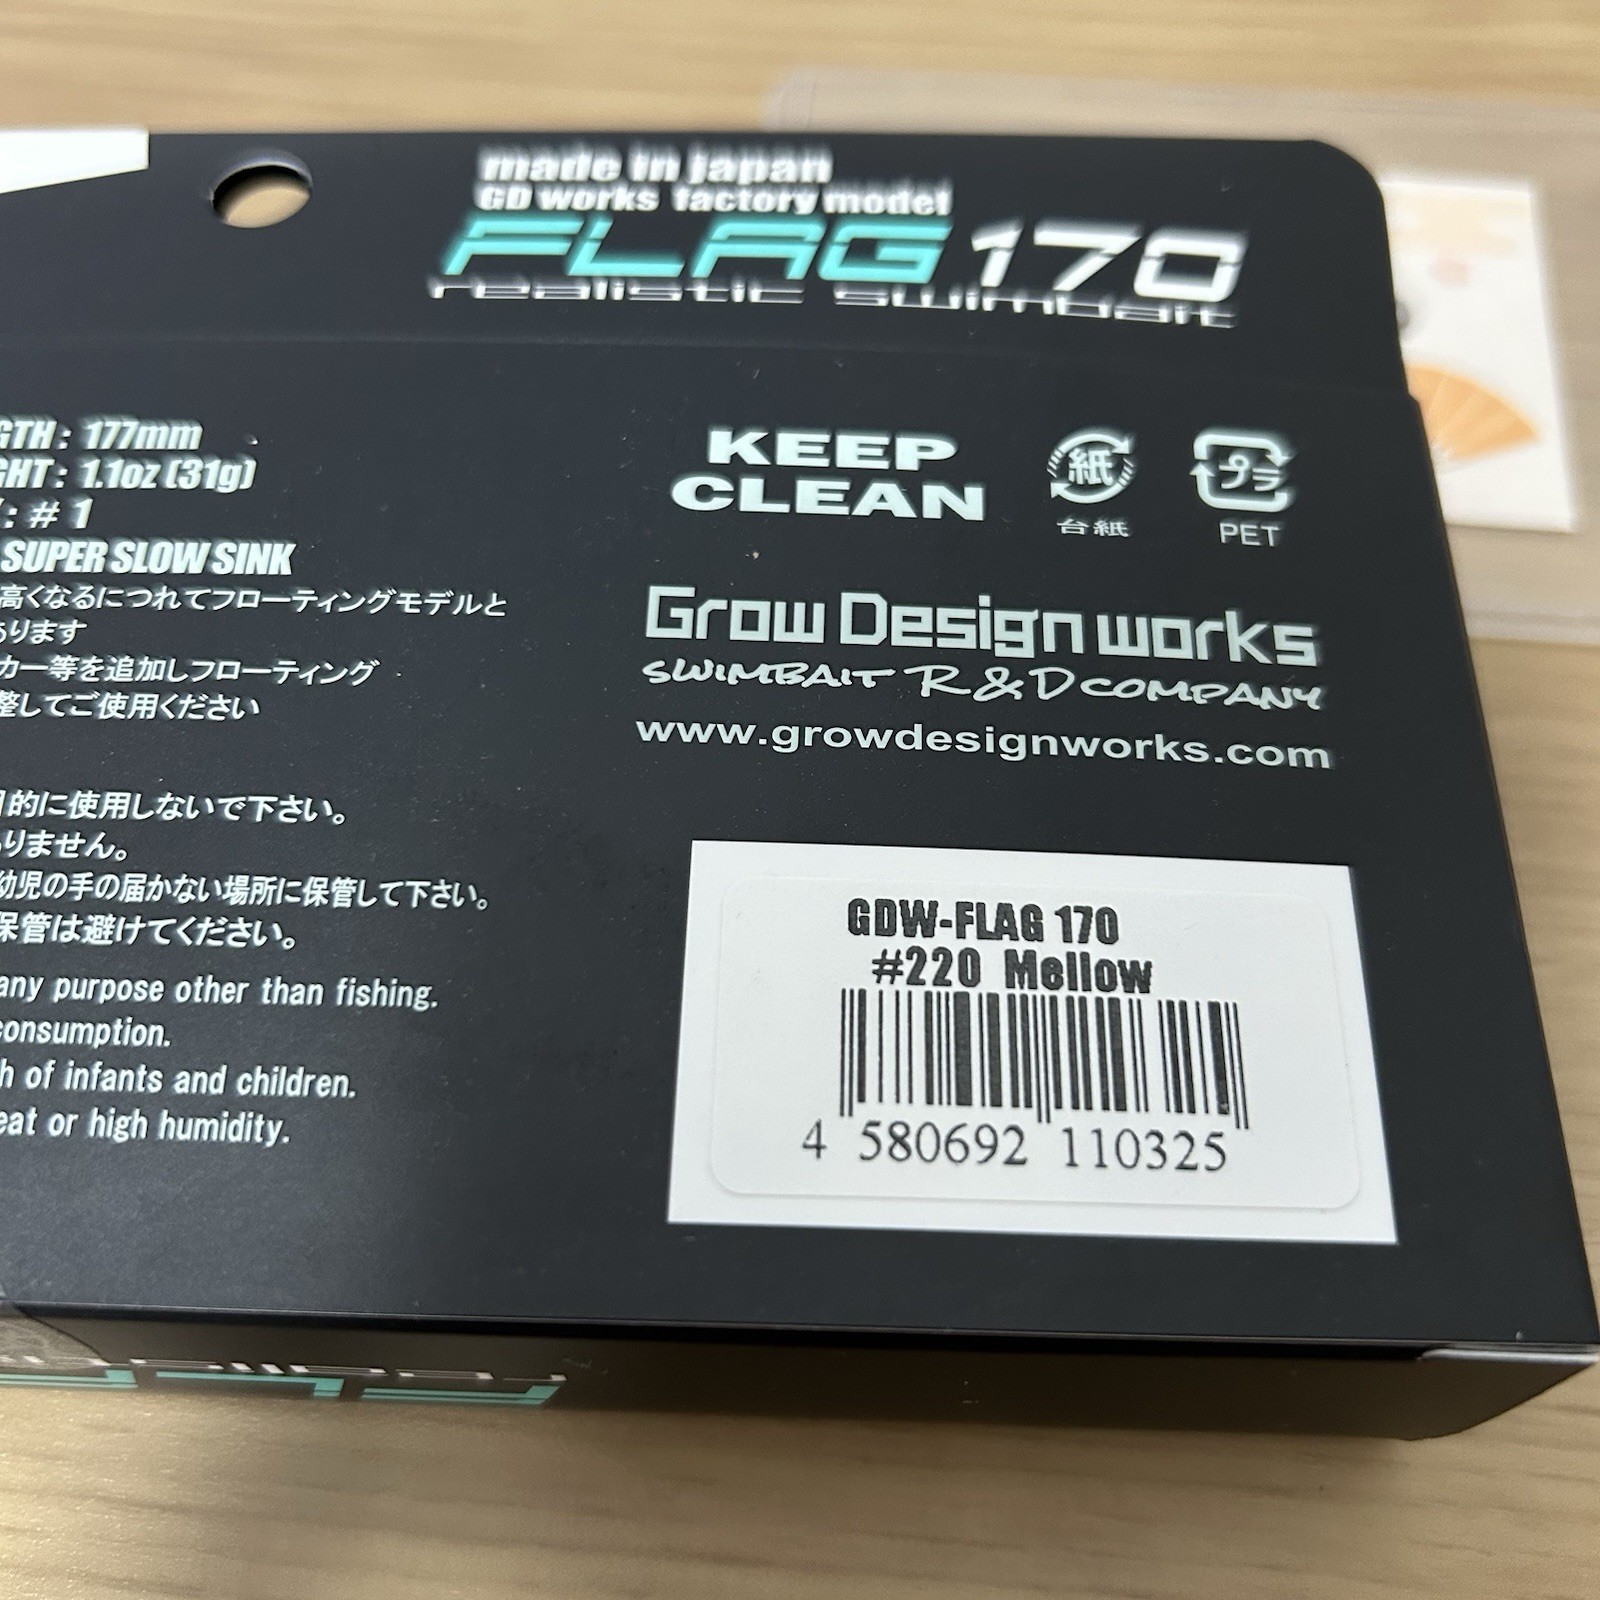 made in japan
GD works factory model
FLAG 170
realistic swimbait
GTH : 177mm
GHT : 1.1oz (31g)
: # 1
SUPER SLOW SINK
高くなるにつれてフローティングモデルと
あります
カー等を追加しフローティング
整してご使用ください
目的に使用しないで下さい。
ありません。
幼児の手の届かない場所に保管して下さい。
保管は避けてください。
any purpose other than fishing.
consumption.
h of infants and children.
eat or high humidity.
KEEP
CLEAN
紙
台紙
プラ
PET
Grow Design works
SWIMBAIT R & D COMPANY
www.growdesignworks.com
GDW-FLAG 170
#220 Mellow
4 580692 110325